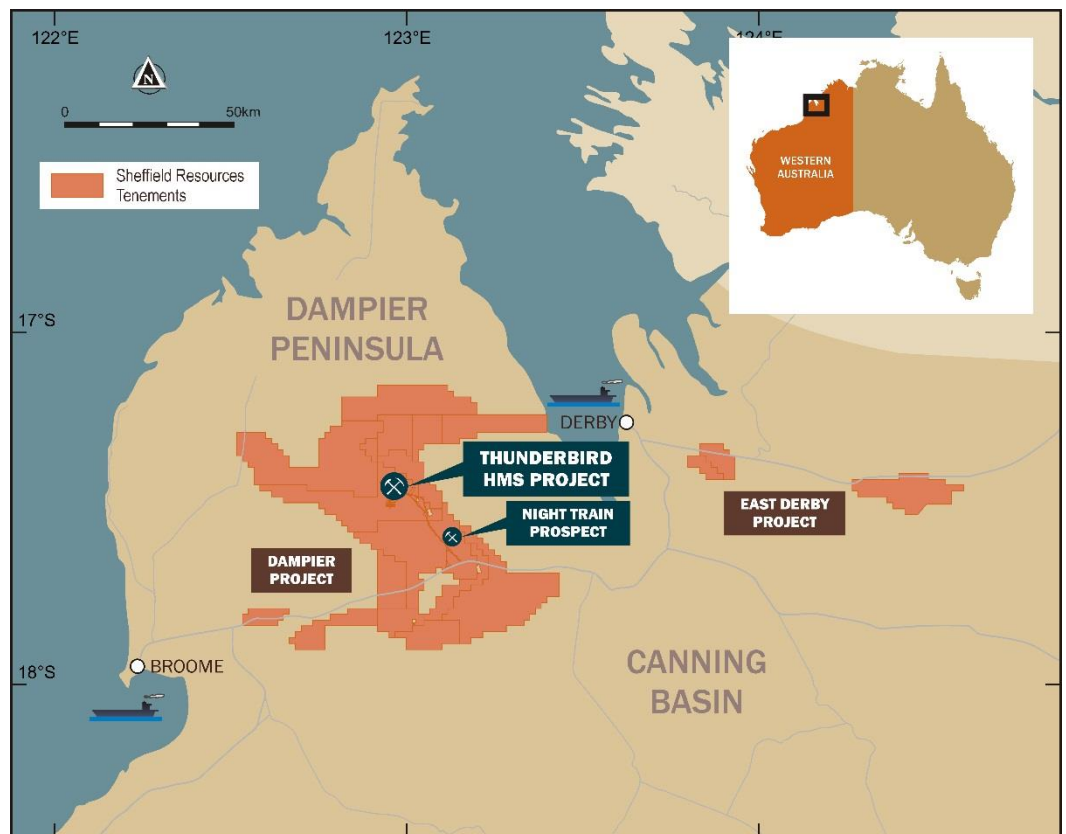 122°E
123°E
124°E
N
0
50km
Sheffield Resources
Tenements
WESTERN
AUSTRALIA
17°S
DAMPIER
PENINSULA
DERBY
THUNDERBIRD
HMS PROJECT
NIGHT TRAIN
PROSPECT
EAST DERBY
PROJECT
DAMPIER
PROJECT
18°S
BROOME
CANNING
BASIN